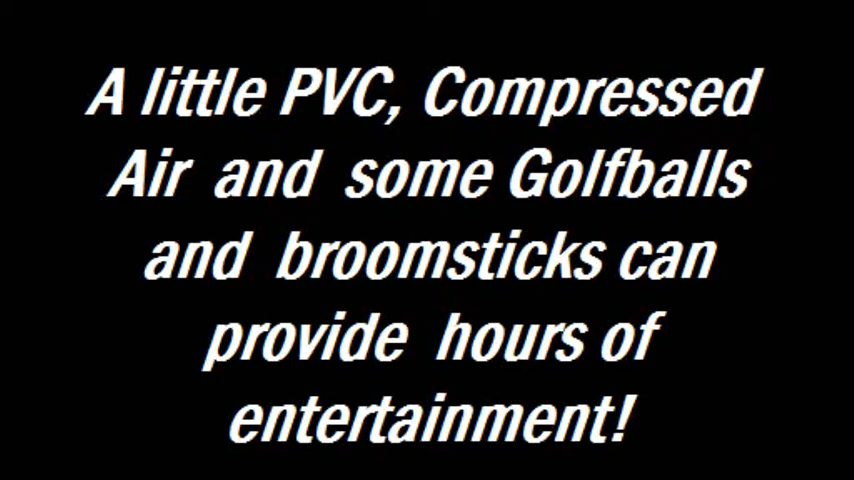 A little PVC, Compressed
Air and some Golfballs
and broomsticks can
provide hours of
entertainment!